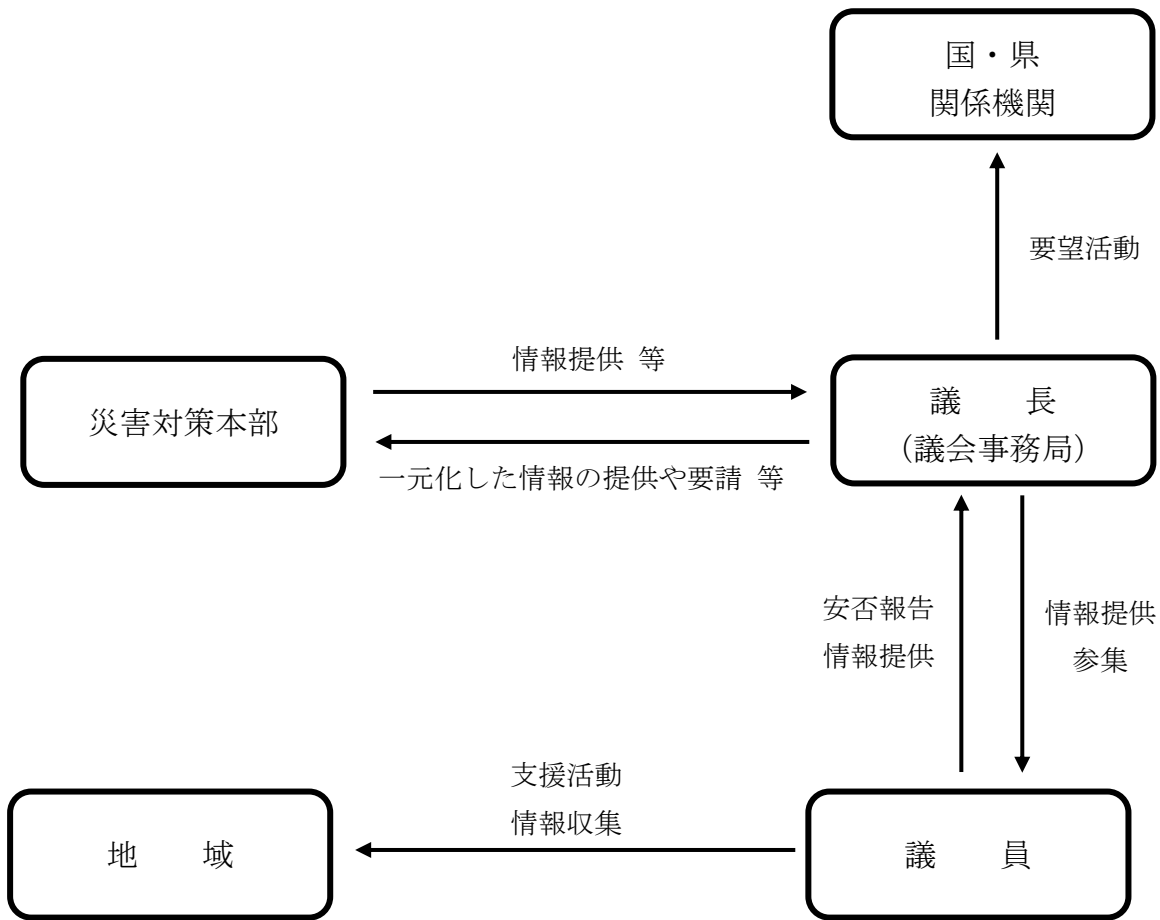 国・県
関係機関
要望活動
情報提供 等
災害対策本部
議　　長
（議会事務局）
一元化した情報の提供や要請 等
安否報告
情報提供
情報提供
参集
支援活動
情報収集
地　　域
議　　員